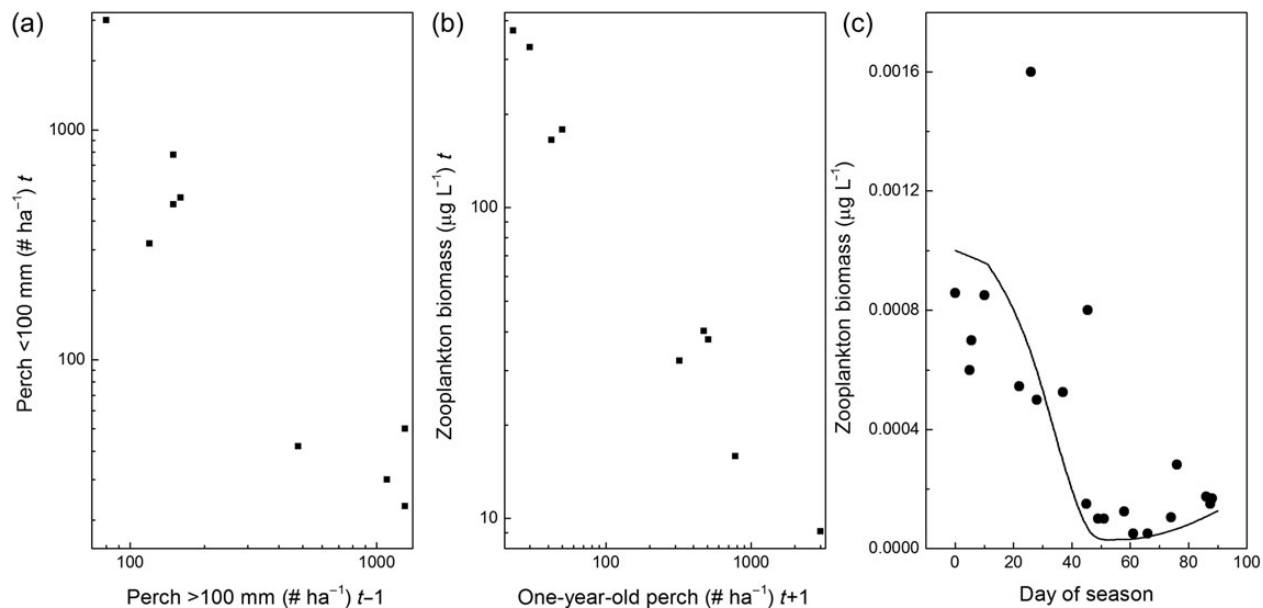 (a)
Perch <100 mm (# ha⁻¹) t
1000
100
100
1000
Perch >100 mm (# ha⁻¹) t−1
(b)
Zooplankton biomass (µg L⁻¹) t
100
10
100
1000
One-year-old perch (# ha⁻¹) t+1
(c)
Zooplankton biomass (µg L⁻¹)
0.0016
0.0012
0.0008
0.0004
0.0000
0
20
40
60
80
100
Day of season